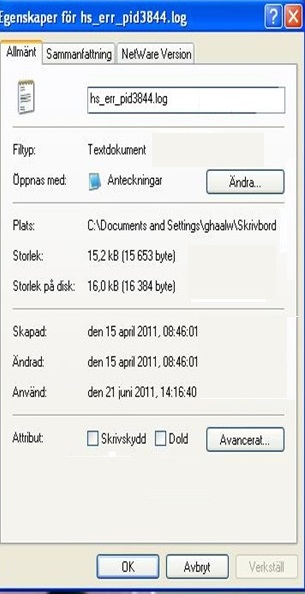 Egenskaper för hs_err_pid3844.log
Allmänt Sammanfattning NetWare Version
hs_err_pid3844.log
Filtyp: Textdokument
Öppnas med: Anteckningar Ändra...
Plats: C:\Documents and Settings\ghaalw\Skrivbord
Storlek: 15,2 kB (15 653 byte)
Storlek på disk: 16,0 kB (16 384 byte)
Skapad: den 15 april 2011, 08:46:01
Ändrad: den 15 april 2011, 08:46:01
Använd: den 21 juni 2011, 14:16:40
Attribut: Skrivskydd Dold Avancerat...
OK Avbryt Verkställ